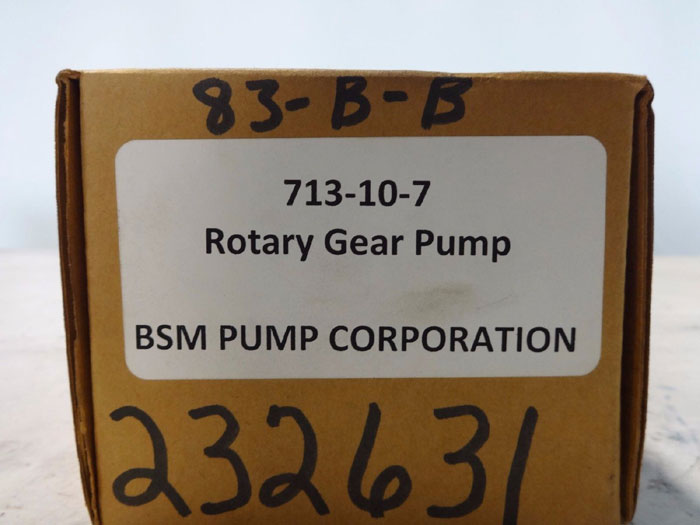 83-B-B
713-10-7
Rotary Gear Pump
BSM PUMP CORPORATION
232631